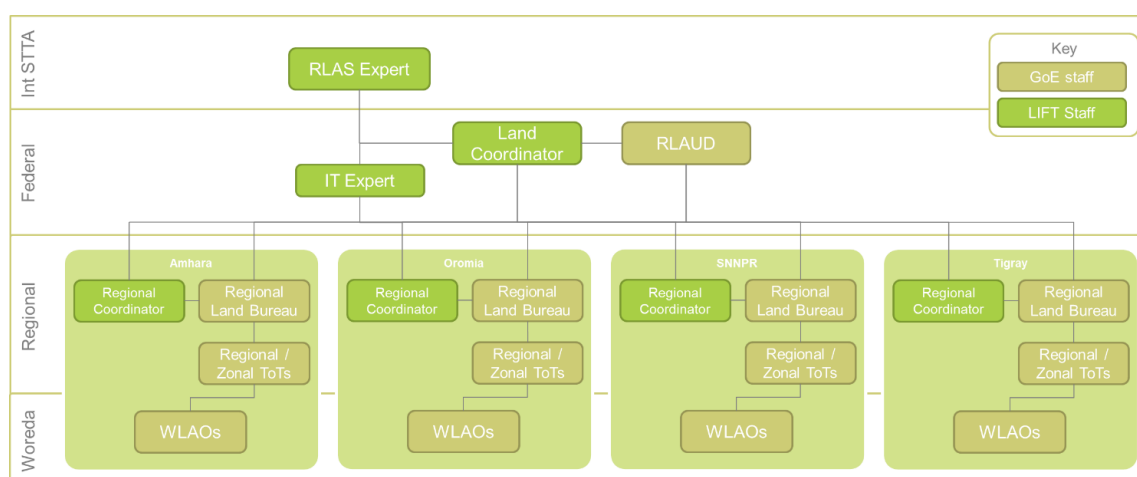 Int STTA
RLAS Expert
Key
GoE staff
LIFT Staff
Federal
Land
Coordinator
RLAUD
IT Expert
Regional
Amhara
Regional
Coordinator
Regional
Land Bureau
Regional /
Zonal ToTs
Oromia
Regional
Coordinator
Regional
Land Bureau
Regional /
Zonal ToTs
SNNPR
Regional
Coordinator
Regional
Land Bureau
Regional /
Zonal ToTs
Tigray
Regional
Coordinator
Regional
Land Bureau
Regional /
Zonal ToTs
Woreda
WLAOs
WLAOs
WLAOs
WLAOs